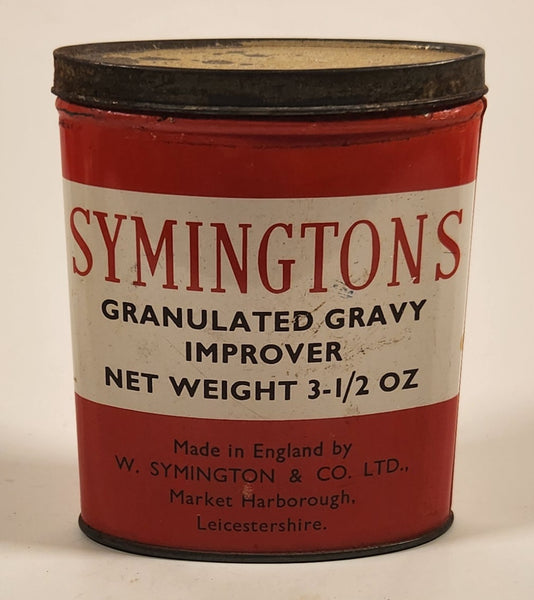 SYMINGTONS
GRANULATED GRAVY
IMPROVER
NET WEIGHT 3-1/2 OZ
Made in England by
W. SYMINGTON & CO. LTD.,
Market Harborough,
Leicestershire.